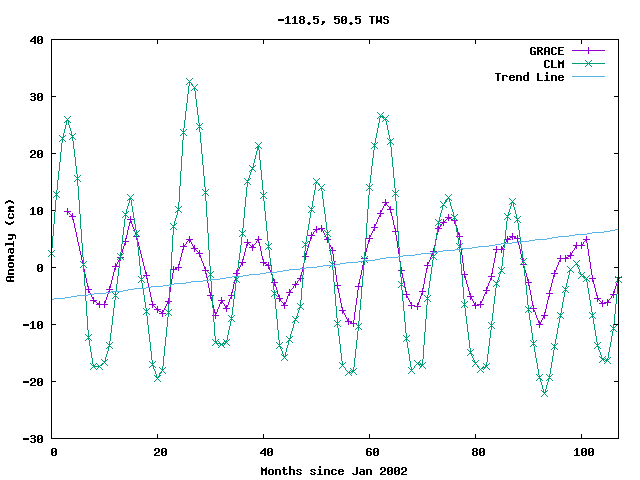 -118.5, 50.5 TWS
40
30
20
10
0
-10
-20
-30
Anomaly (cm)
GRACE
CLM
Trend Line
0 20 40 60 80 100
Months since Jan 2002